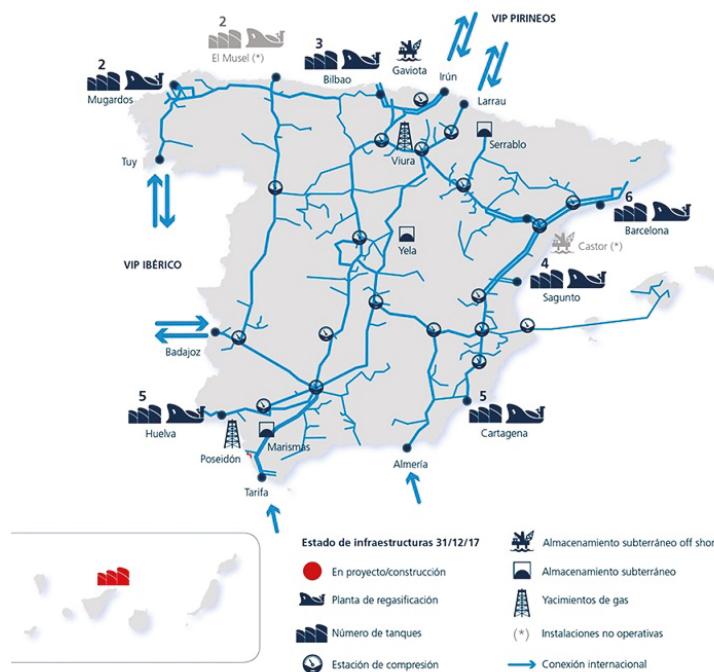 VIP PIRINEOS
2
El Musel (*)
3
Bilbao
Gaviota
Irún
Larrau
2
Mugardos
Viura
Serrablo
Tuy
6
Barcelona
Yela
Castor (*)
VIP IBÉRICO
4
Sagunto
Badajoz
5
Huelva
5
Cartagena
Poseidón
Marismas
Almería
Tarifa
Estado de infraestructuras 31/12/17
Almacenamiento subterráneo off shor
En proyecto/construcción
Almacenamiento subterráneo
Planta de regasificación
Yacimientos de gas
Número de tanques
(*) Instalaciones no operativas
Estación de compresión
Conexión internacional